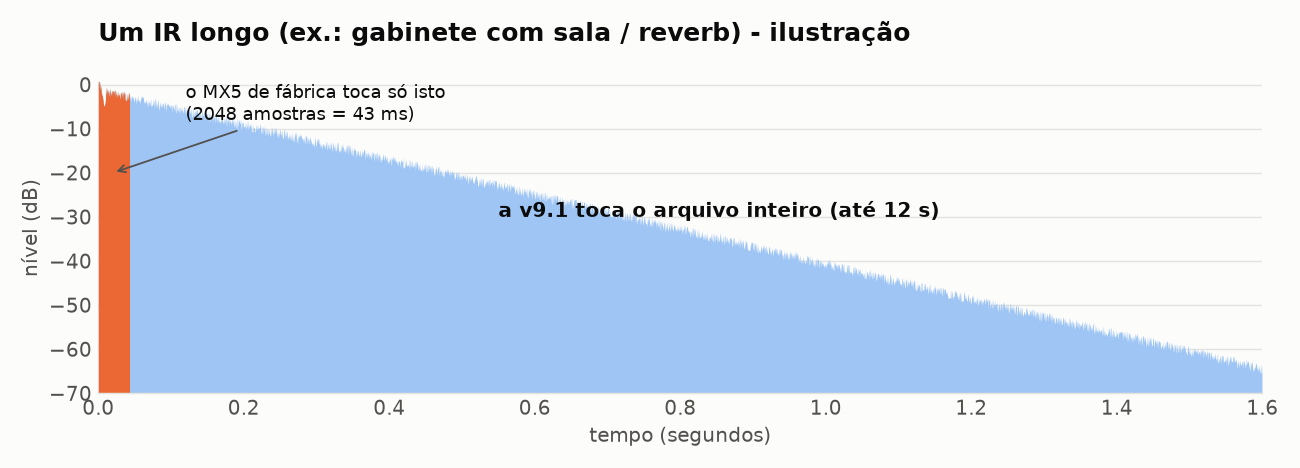 Um IR longo (ex.: gabinete com sala / reverb) - ilustração
o MX5 de fábrica toca só isto
(2048 amostras = 43 ms)
a v9.1 toca o arquivo inteiro (até 12 s)
nível (dB)
0
−10
−20
−30
−40
−50
−60
−70
0.0 0.2 0.4 0.6 0.8 1.0 1.2 1.4 1.6
tempo (segundos)